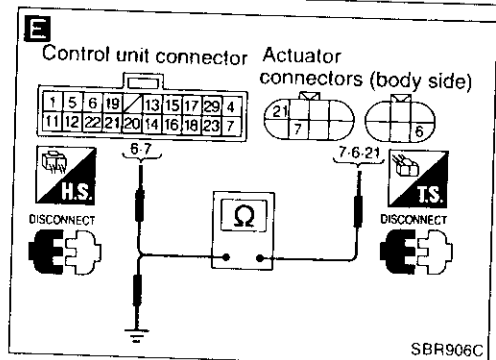 E
Control unit connector
Actuator connectors (body side)
1 5 6 19 13 15 17 29 4
11 12 22 21 20 14 16 18 23 7
21
7
6
6·7
7·6·21
H.S.
T.S.
DISCONNECT
DISCONNECT
Ω
SBR906C